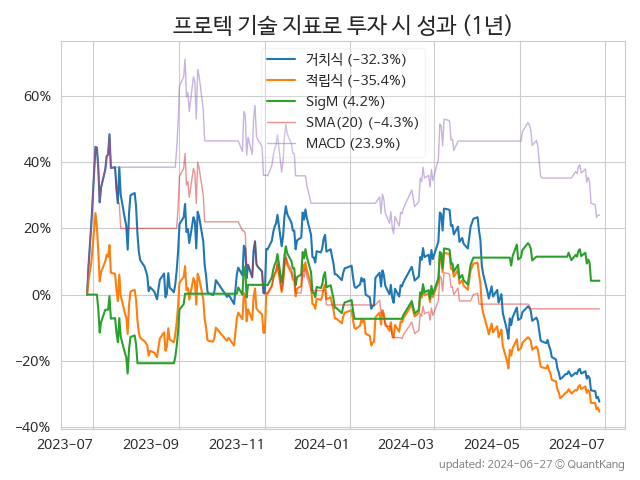 프로텍 기술 지표로 투자 시 성과 (1년)
거치식 (−32.3%)
적립식 (−35.4%)
SigM (4.2%)
SMA(20) (−4.3%)
MACD (23.9%)
60%
40%
20%
0%
−20%
−40%
2023-07
2023-09
2023-11
2024-01
2024-03
2024-05
2024-07
updated: 2024-06-27 © QuantKang